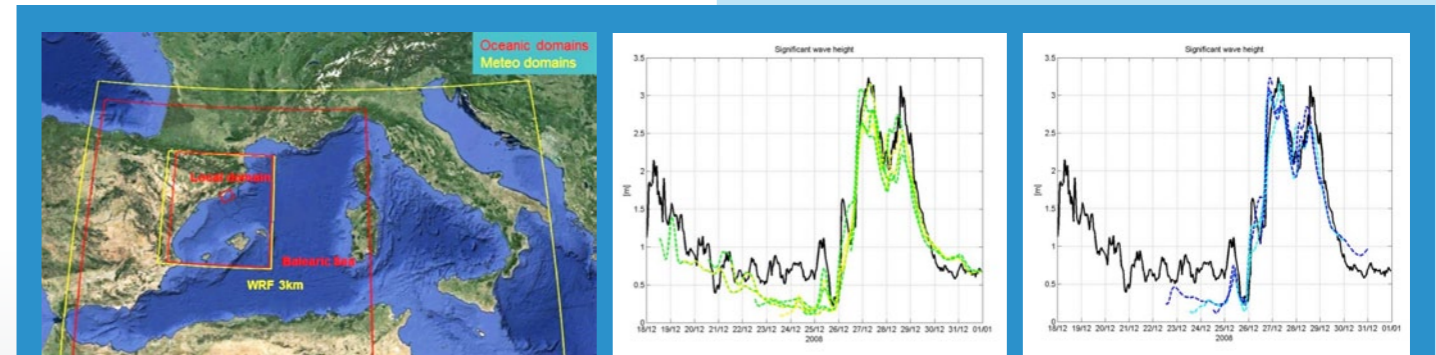 Oceanic domains
Meteo domains
Local domain
Balearic sea
WRF 3km
Significant wave height
3.5
3
2.5
2
1.5
1
0.5
0
[m]
18/12 19/12 20/12 21/12 22/12 23/12 24/12 25/12 26/12 27/12 28/12 29/12 30/12 31/12 01/01
2008
Significant wave height
3.5
3
2.5
2
1.5
1
0.5
0
[m]
18/12 19/12 20/12 21/12 22/12 23/12 24/12 25/12 26/12 27/12 28/12 29/12 30/12 31/12 01/01
2008